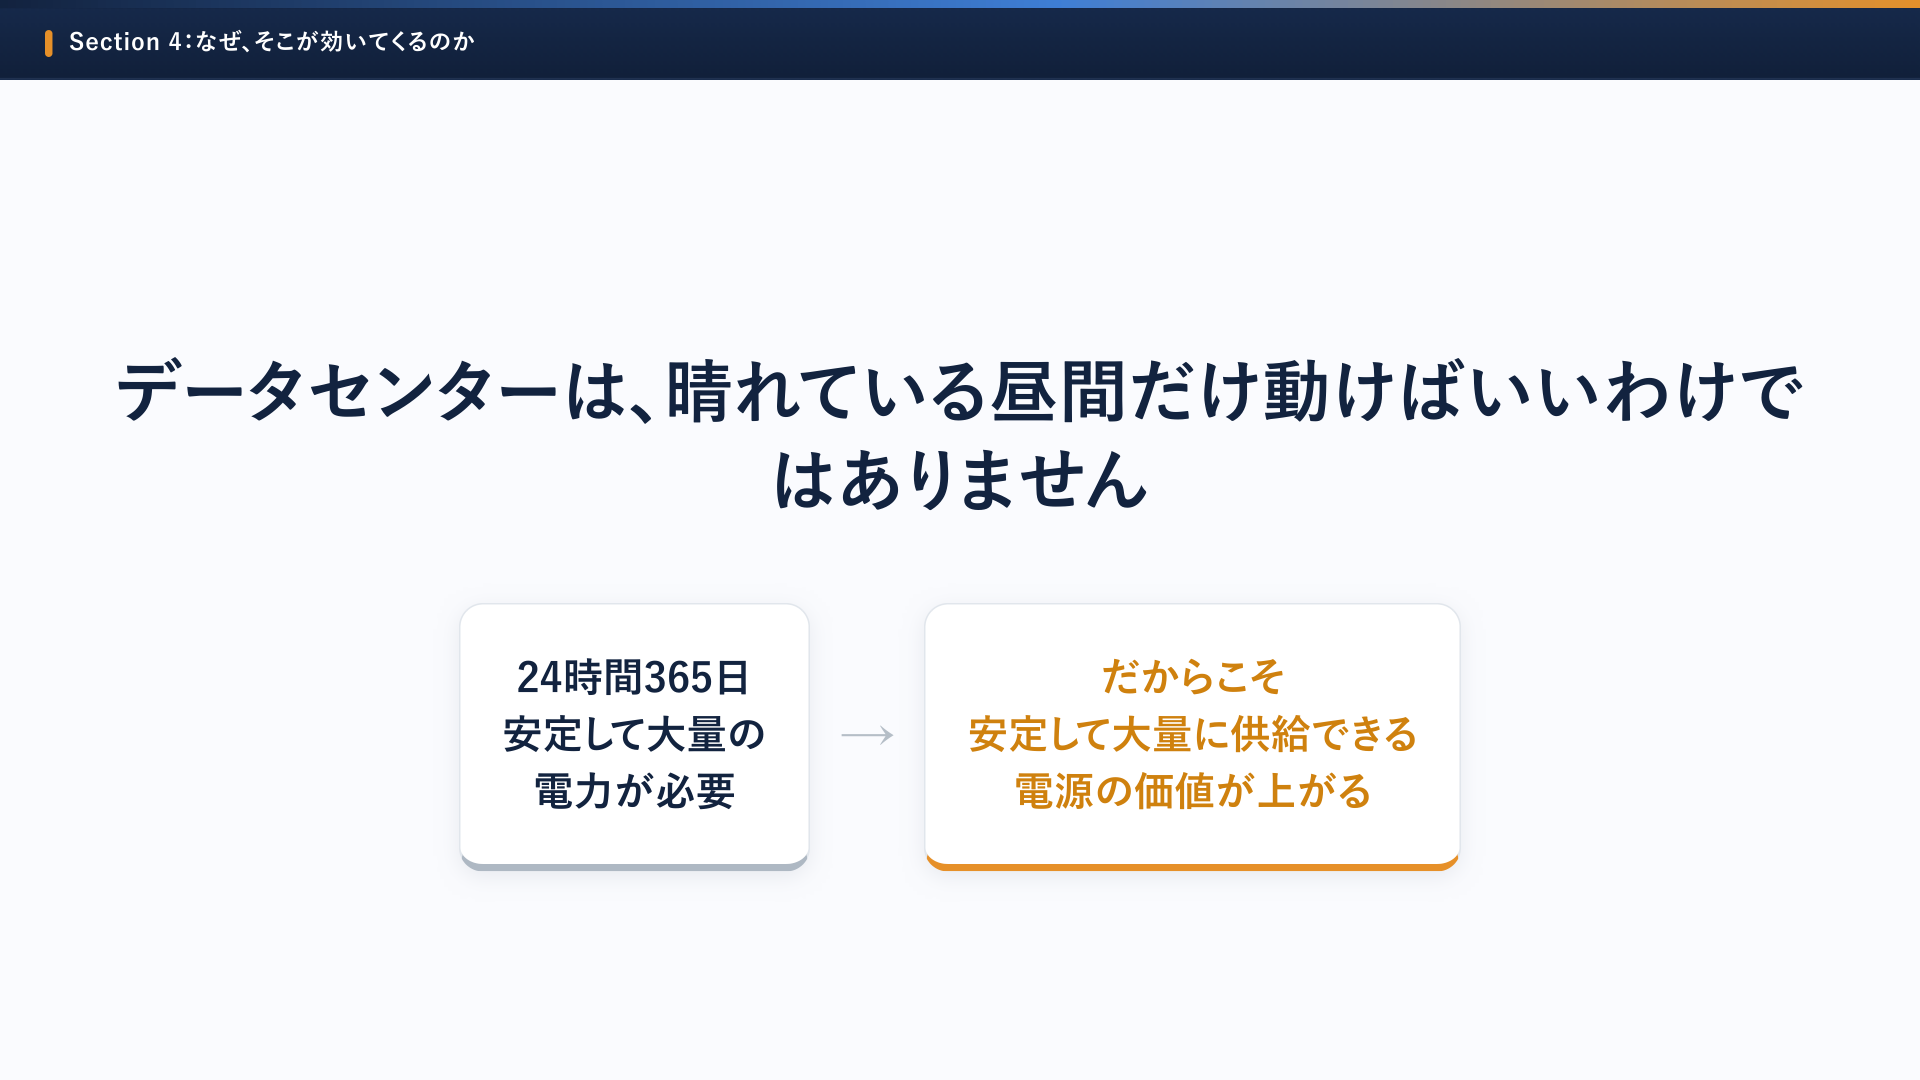 Section 4：なぜ、そこが効いてくるのか
データセンターは、晴れている昼間だけ動けばいいわけで
はありません
24時間365日
安定して大量の
電力が必要
→
だからこそ
安定して大量に供給できる
電源の価値が上がる